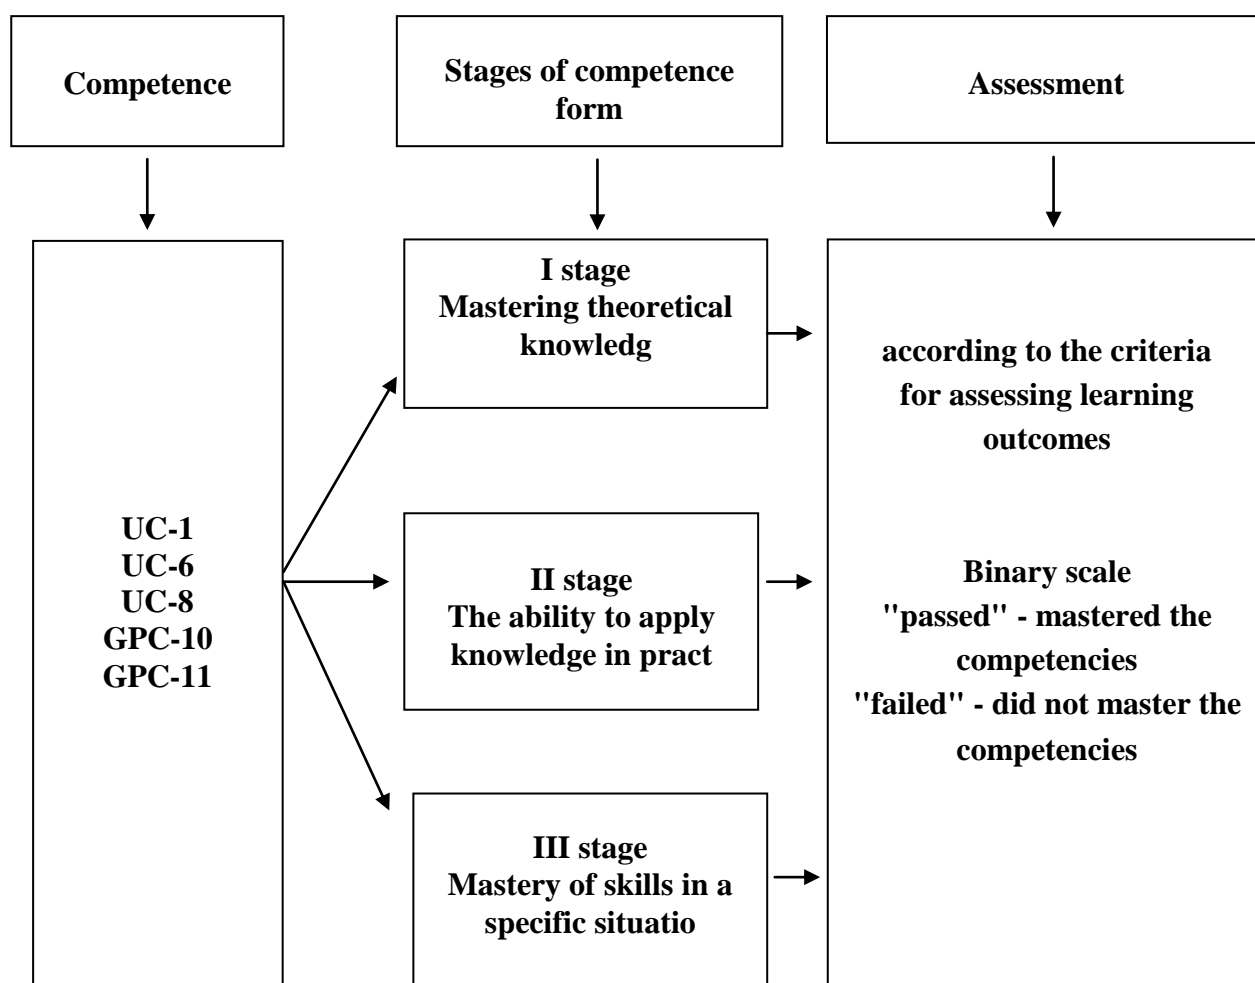 Competence
Stages of competence
form
Assessment
UC-1
UC-6
UC-8
GPC-10
GPC-11
I stage
Mastering theoretical
knowledg
II stage
The ability to apply
knowledge in pract
III stage
Mastery of skills in a
specific situatio
according to the criteria
for assessing learning
outcomes
Binary scale
"passed" - mastered the
competencies
"failed" - did not master the
competencies